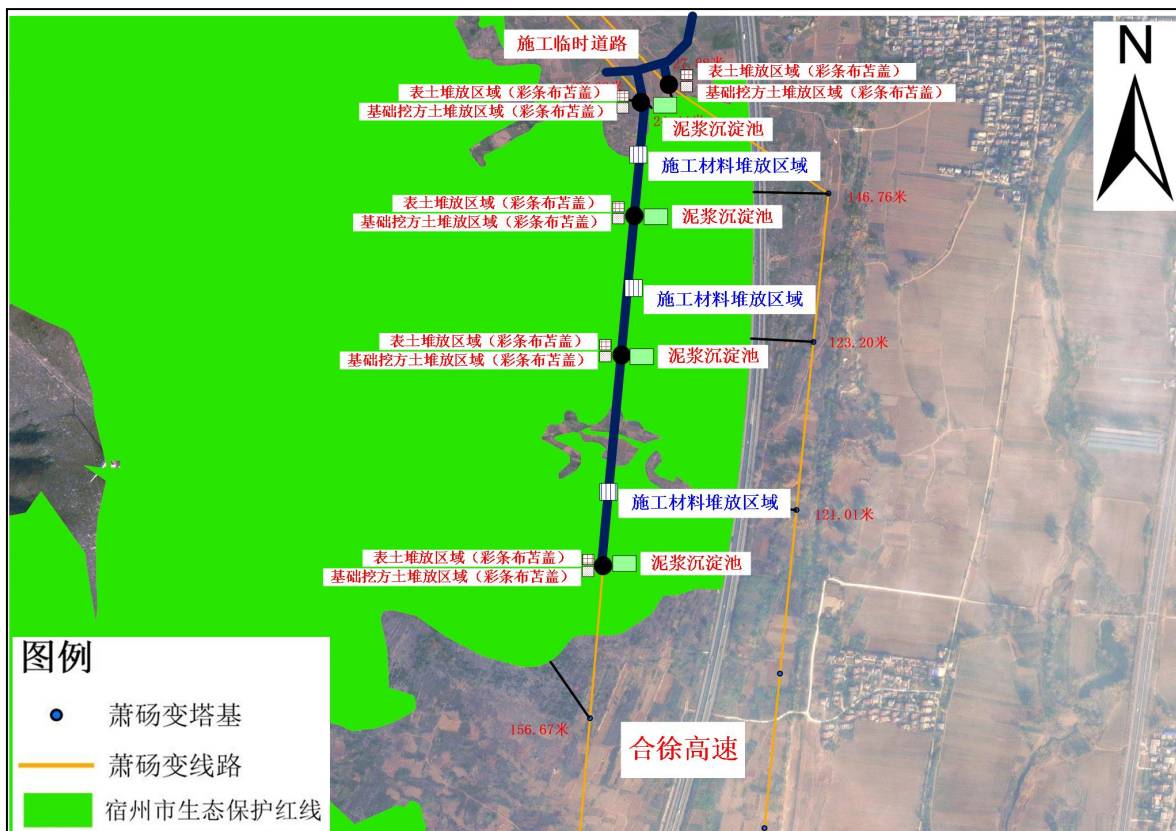 施工临时道路
N
表土堆放区域（彩条布苫盖）
基础挖方土堆放区域（彩条布苫盖）
表土堆放区域（彩条布苫盖）
基础挖方土堆放区域（彩条布苫盖）
泥浆沉淀池
施工材料堆放区域
146.76米
表土堆放区域（彩条布苫盖）
基础挖方土堆放区域（彩条布苫盖）
泥浆沉淀池
施工材料堆放区域
123.20米
表土堆放区域（彩条布苫盖）
基础挖方土堆放区域（彩条布苫盖）
泥浆沉淀池
施工材料堆放区域
121.01米
表土堆放区域（彩条布苫盖）
基础挖方土堆放区域（彩条布苫盖）
泥浆沉淀池
156.67米
合徐高速
图例
萧砀变塔基
萧砀变线路
宿州市生态保护红线